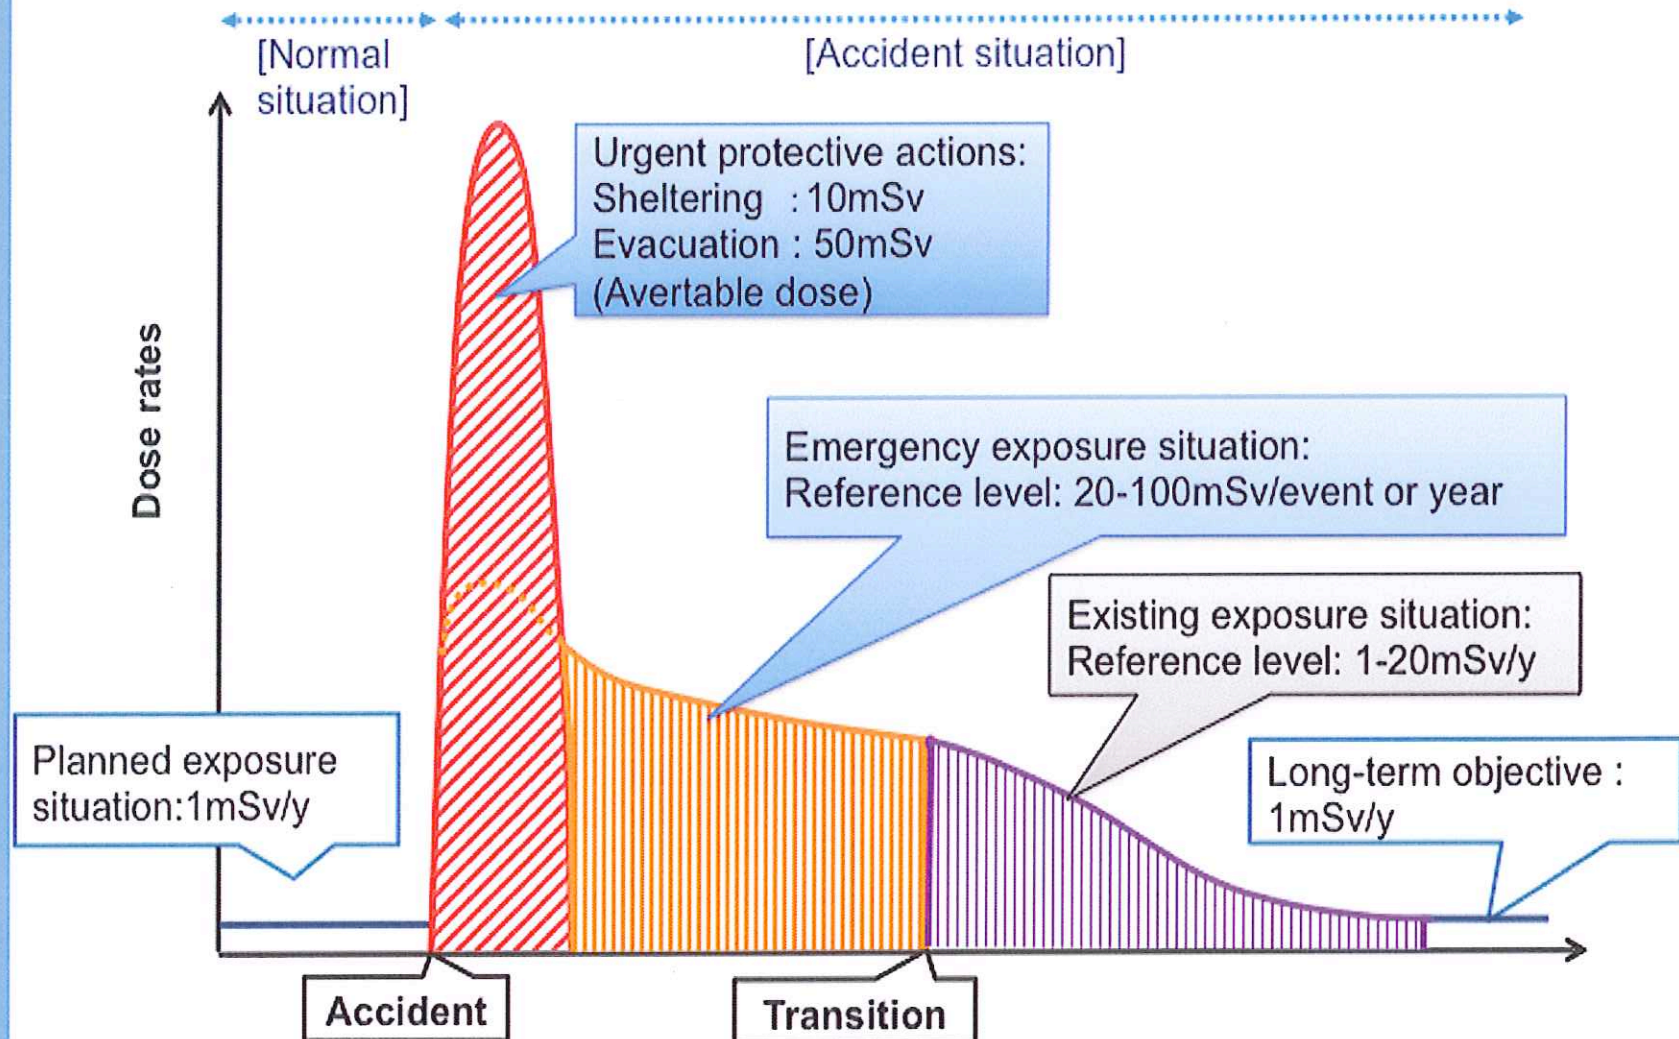 [Normal
situation]
[Accident situation]
Urgent protective actions:
Sheltering : 10mSv
Evacuation : 50mSv
(Avertable dose)
Dose rates
Emergency exposure situation:
Reference level: 20-100mSv/event or year
Existing exposure situation:
Reference level: 1-20mSv/y
Planned exposure
situation:1mSv/y
Long-term objective :
1mSv/y
Accident
Transition